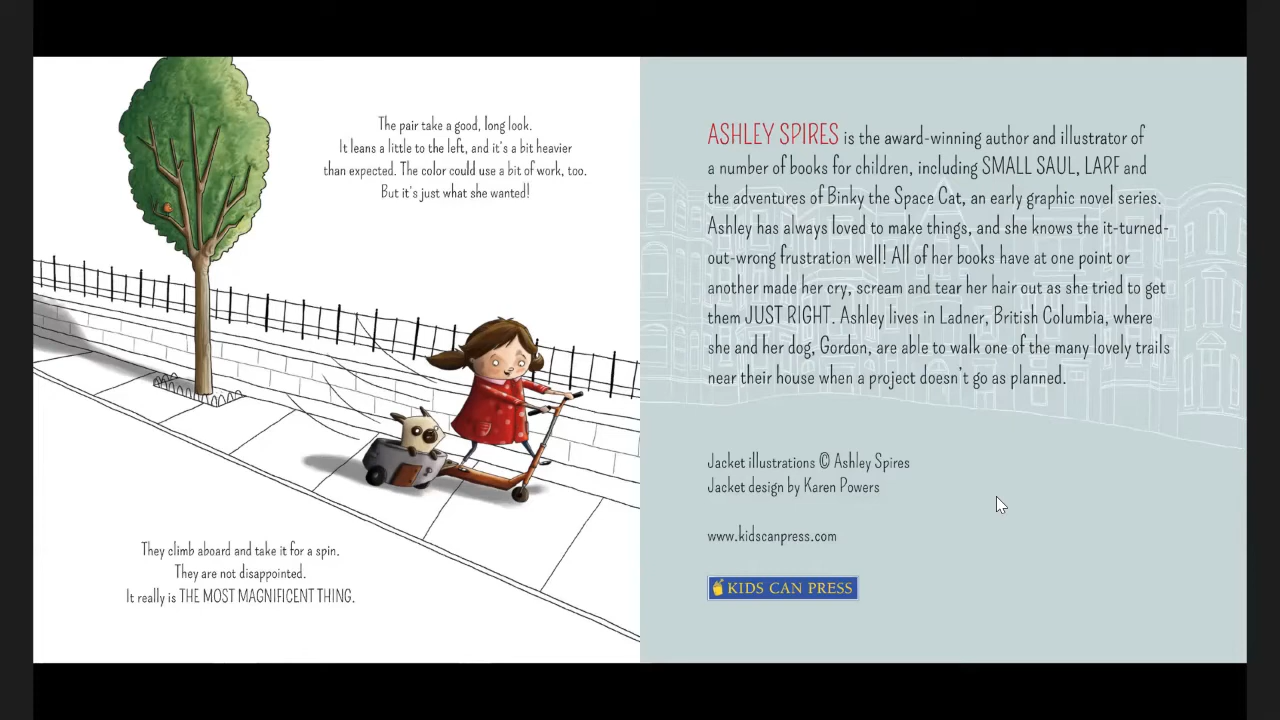 The pair take a good, long look.
It leans a little to the left, and it's a bit heavier
than expected. The color could use a bit of work, too.
But it's just what she wanted!
They climb aboard and take it for a spin.
They are not disappointed.
It really is THE MOST MAGNIFICENT THING.
ASHLEY SPIRES is the award-winning author and illustrator of
a number of books for children, including SMALL SAUL, LARF and
the adventures of Binky the Space Cat, an early graphic novel series.
Ashley has always loved to make things, and she knows the it-turned-
out-wrong frustration well! All of her books have at one point or
another made her cry, scream and tear her hair out as she tried to get
them JUST RIGHT. Ashley lives in Ladner, British Columbia, where
she and her dog, Gordon, are able to walk one of the many lovely trails
near their house when a project doesn't go as planned.
Jacket illustrations © Ashley Spires
Jacket design by Karen Powers
www.kidscanpress.com
KIDS CAN PRESS